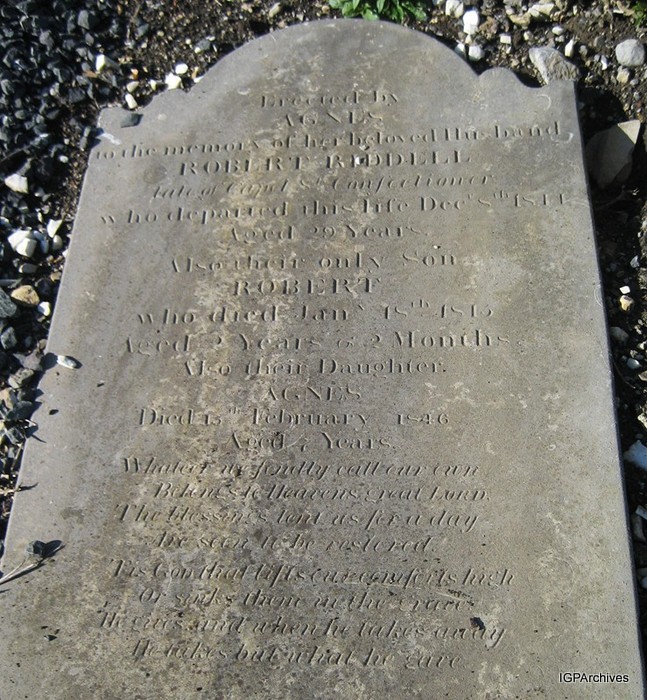 Erected by
AGNES
to the memory of her beloved Husband
ROBERT RIDDELL
late of Capel St Confectioner
who departed this life Decr 8th 1844
Aged 29 Years
Also their only Son
ROBERT
who died Jany 18th 1845
Aged 2 Years & 2 Months
Also their Daughter.
AGNES
Died 13th February 1846
Aged Years
Whate'er we fondly call our own
Belongs to Heavens great Lord,
The blessings lent us for a day
Are soon to be restored
'Tis God that lifts our comforts high
Or sinks them in the grave
He gives and when he takes away
He takes but what he gave
IGPArchives